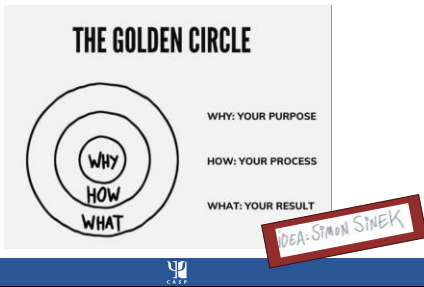 THE GOLDEN CIRCLE
WHY
HOW
WHAT
WHY: YOUR PURPOSE
HOW: YOUR PROCESS
WHAT: YOUR RESULT
IDEA: SIMON SINEK
CASP